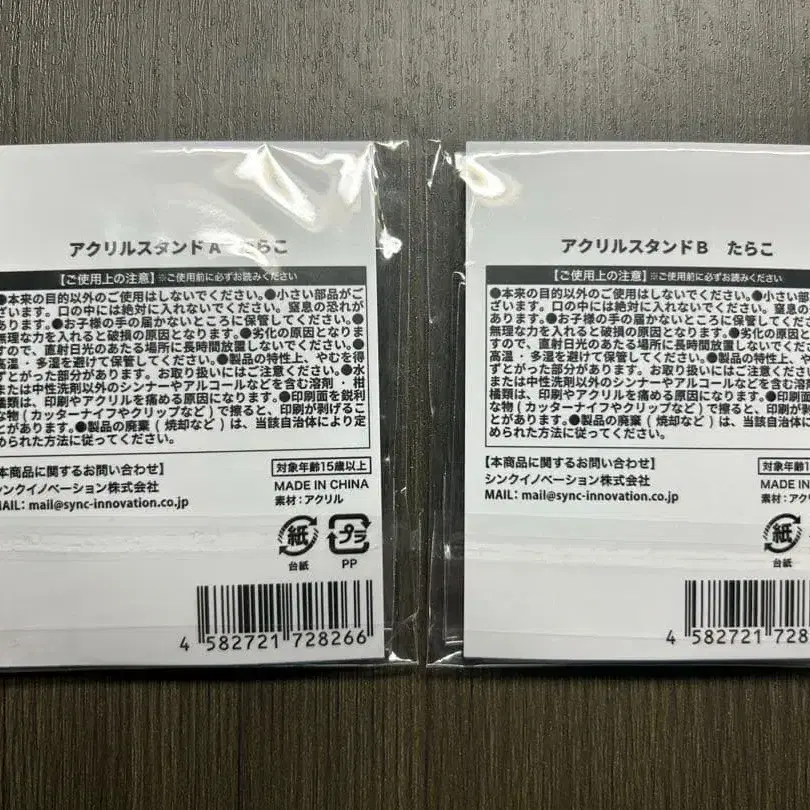 アクリルスタンドA たらこ
【ご使用上の注意】※ご使用前に必ずお読みください
●本来の目的以外のご使用はしないでください。●小さい部品がご
ざいます。口の中には絶対に入れないでください。窒息の恐れが
あります。●お子様の手の届かないところに保管してください。●
無理な力を入れると破損の原因となります。●劣化の原因となりま
すので、直射日光のあたる場所に長時間放置しないでください。●
高温・多湿を避けて保管してください。●製品の特性上、やむを得
ずとがった部分があります。お取り扱いにはご注意ください。●水
または中性洗剤以外のシンナーやアルコールなどを含む溶剤・柑
橘類は、印刷やアクリルを痛める原因になります。●印刷面を鋭利
な物(カッターナイフやクリップなど)で擦ると、印刷が剥げるこ
とがあります。●製品の廃棄(焼却など)は、当該自治体により定
められた方法に従ってください。
本商品に関するお問い合わせ】
シンクイノベーション株式会社
MAIL: mail@sync-innovation.co.jp
対象年齢15歳以上
MADE IN CHINA
素材:アクリル
紙
プラ
台紙
PP
4 582721 728266
アクリルスタンドB たらこ
【ご使用上の注意】※ご使用前に必ずお読みくださ
●本来の目的以外のご使用はしないでください。●小さい部
ざいます。口の中には絶対に入れないでください。窒息の
あります。●お子様の手の届かないところに保管してくださ
無理な力を入れると破損の原因となります。●劣化の原因と
すので、直射日光のあたる場所に長時間放置しないでくだ
高温・多湿を避けて保管してください。●製品の特性上、
ずとがった部分があります。お取り扱いにはご注意くださ
または中性洗剤以外のシンナーやアルコールなどを含む溶
橘類は、印刷やアクリルを痛める原因になります。●印刷面
な物(カッターナイフやクリップなど)で擦ると、印刷が
とがあります。●製品の廃棄(焼却など)は、当該自治体
められた方法に従ってください。
【本商品に関するお問い合わせ】
シンクイノベーション株式会社
MAIL: mail@sync-innovation.co.jp
対象年齢1
MADE IN
素材:アク
紙
台紙
4 582721 728